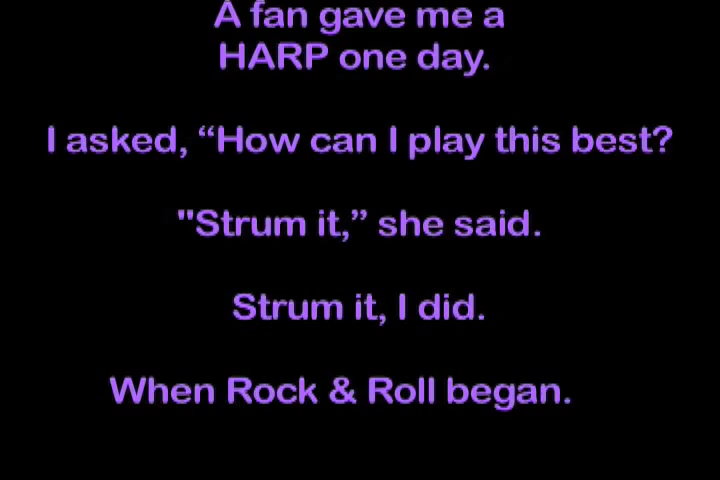 A fan gave me a
HARP one day.
I asked, “How can I play this best?
"Strum it,” she said.
Strum it, I did.
When Rock & Roll began.